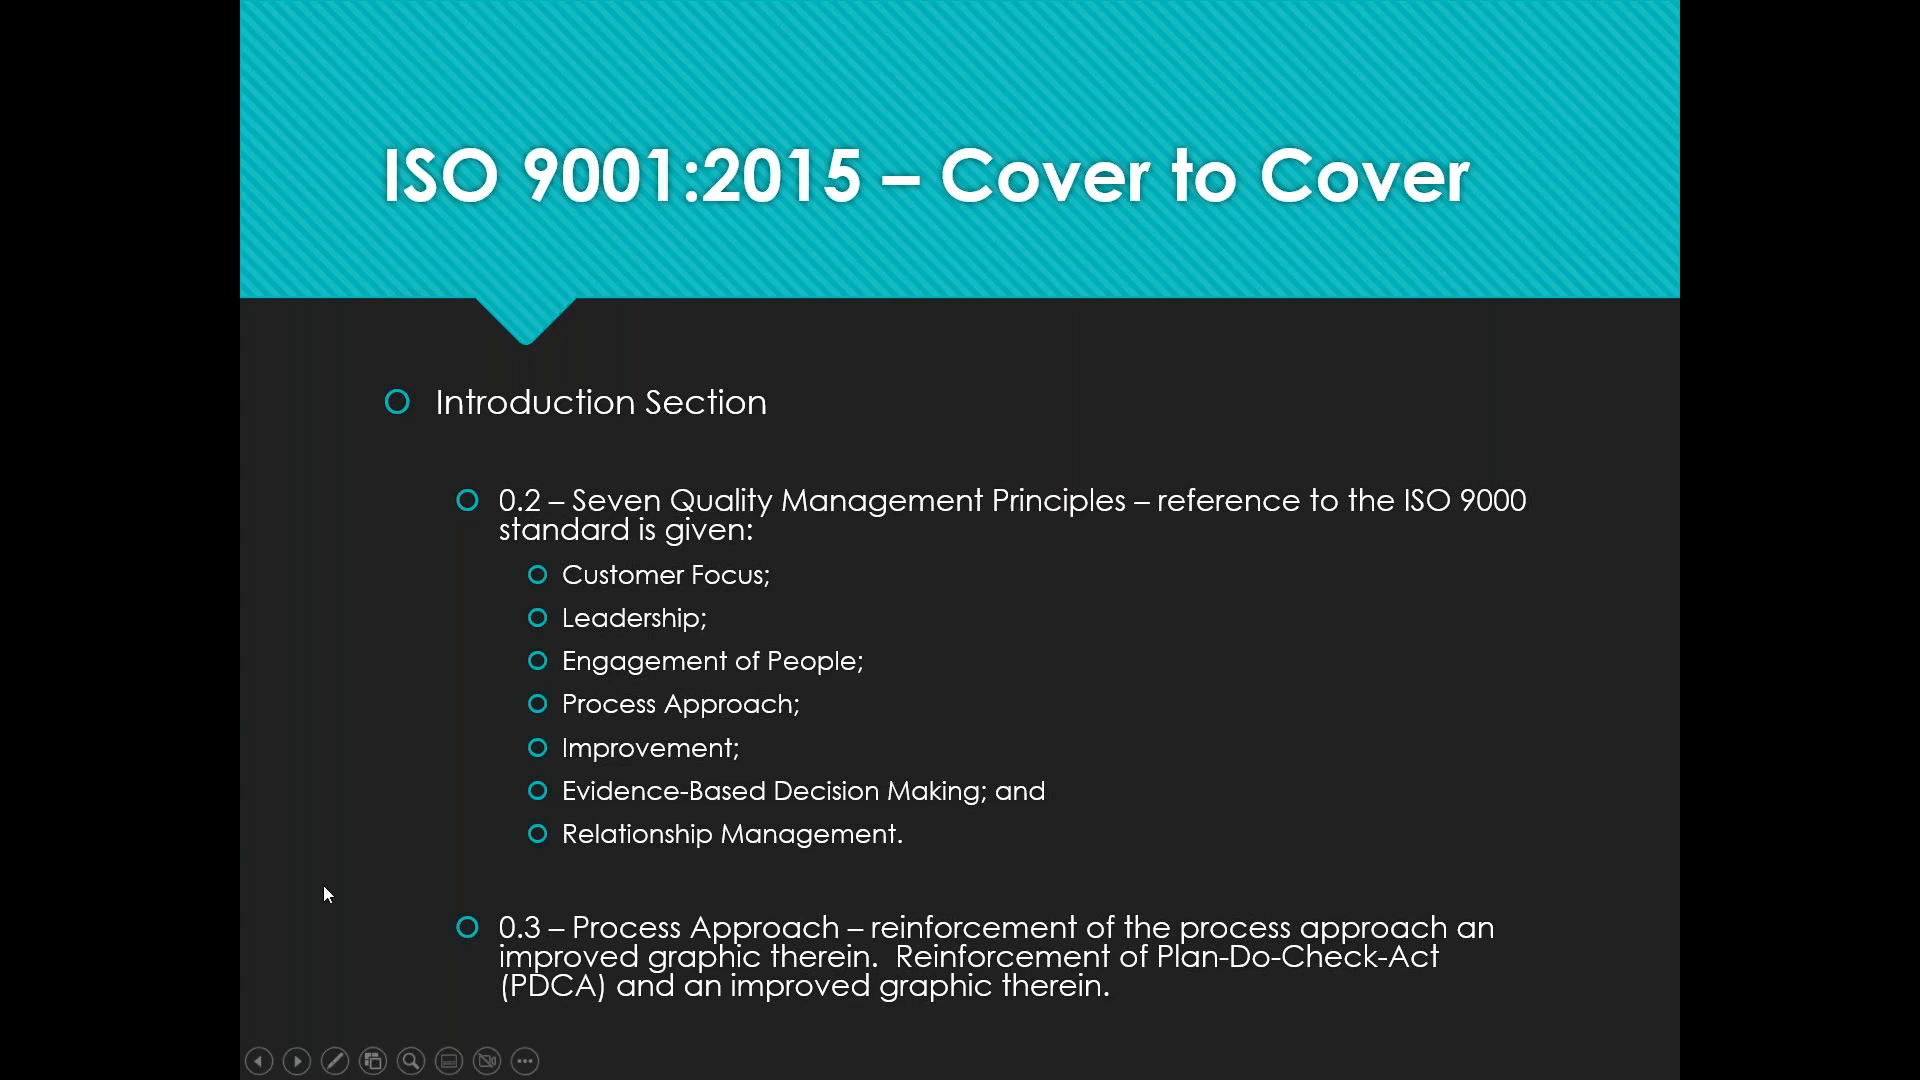 ISO 9001:2015 – Cover to Cover
Introduction Section
0.2 – Seven Quality Management Principles – reference to the ISO 9000
standard is given:
Customer Focus;
Leadership;
Engagement of People;
Process Approach;
Improvement;
Evidence-Based Decision Making; and
Relationship Management.
0.3 – Process Approach – reinforcement of the process approach an
improved graphic therein.  Reinforcement of Plan-Do-Check-Act
(PDCA) and an improved graphic therein.